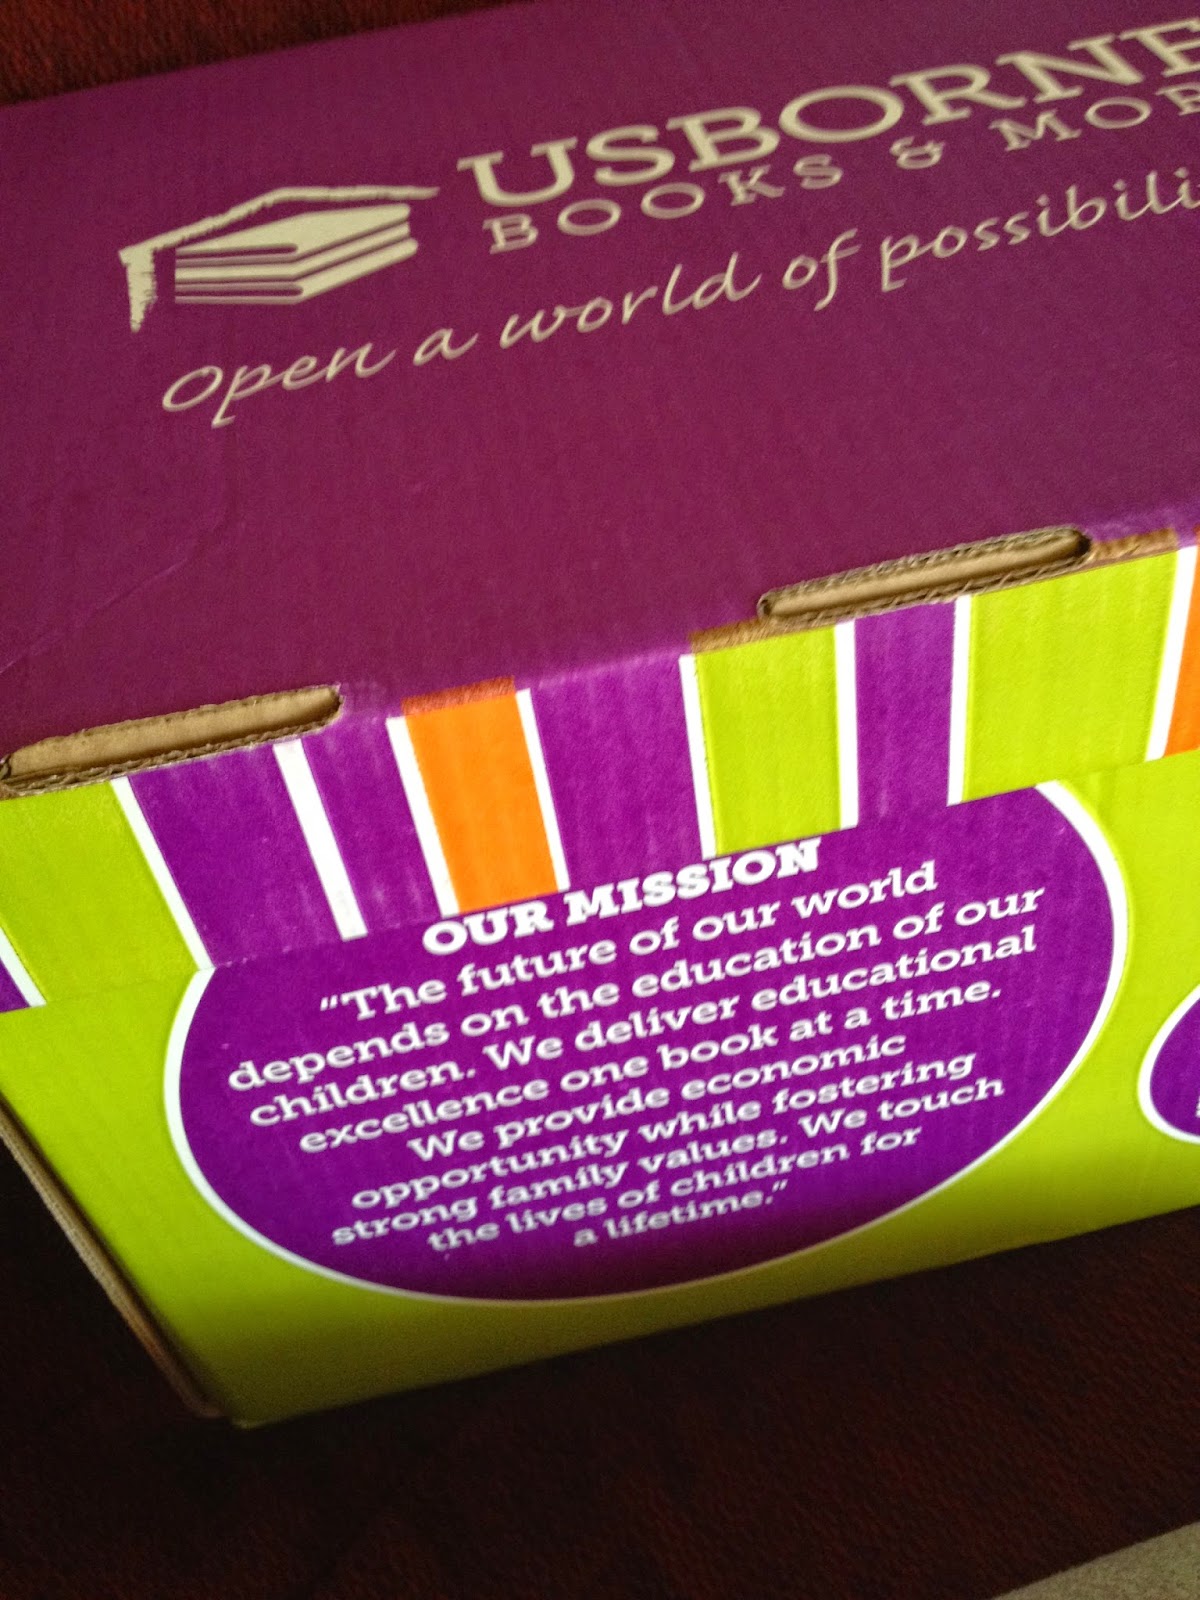 USBORNE
BOOKS & MOR
Open a world of possibili
OUR MISSION
"The future of our world
depends on the education of our
children. We deliver educational
excellence one book at a time.
We provide economic
opportunity while fostering
strong family values. We touch
the lives of children for
a lifetime."